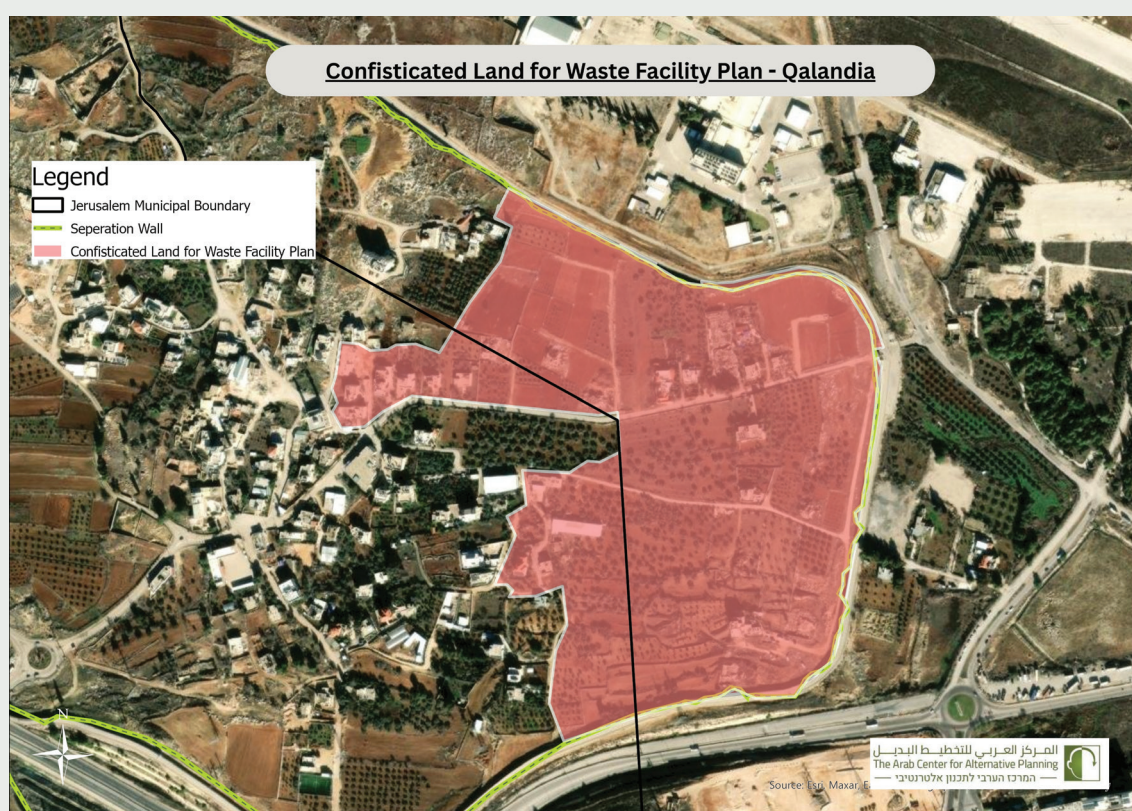 Confisticated Land for Waste Facility Plan - Qalandia
Legend
Jerusalem Municipal Boundary
Seperation Wall
Confisticated Land for Waste Facility Plan
N
المركز العربي للتخطيط البديل
The Arab Center for Alternative Planning
המרכז הערבי לתכנון אלטרנטיבי
Source: Esri, Maxar,